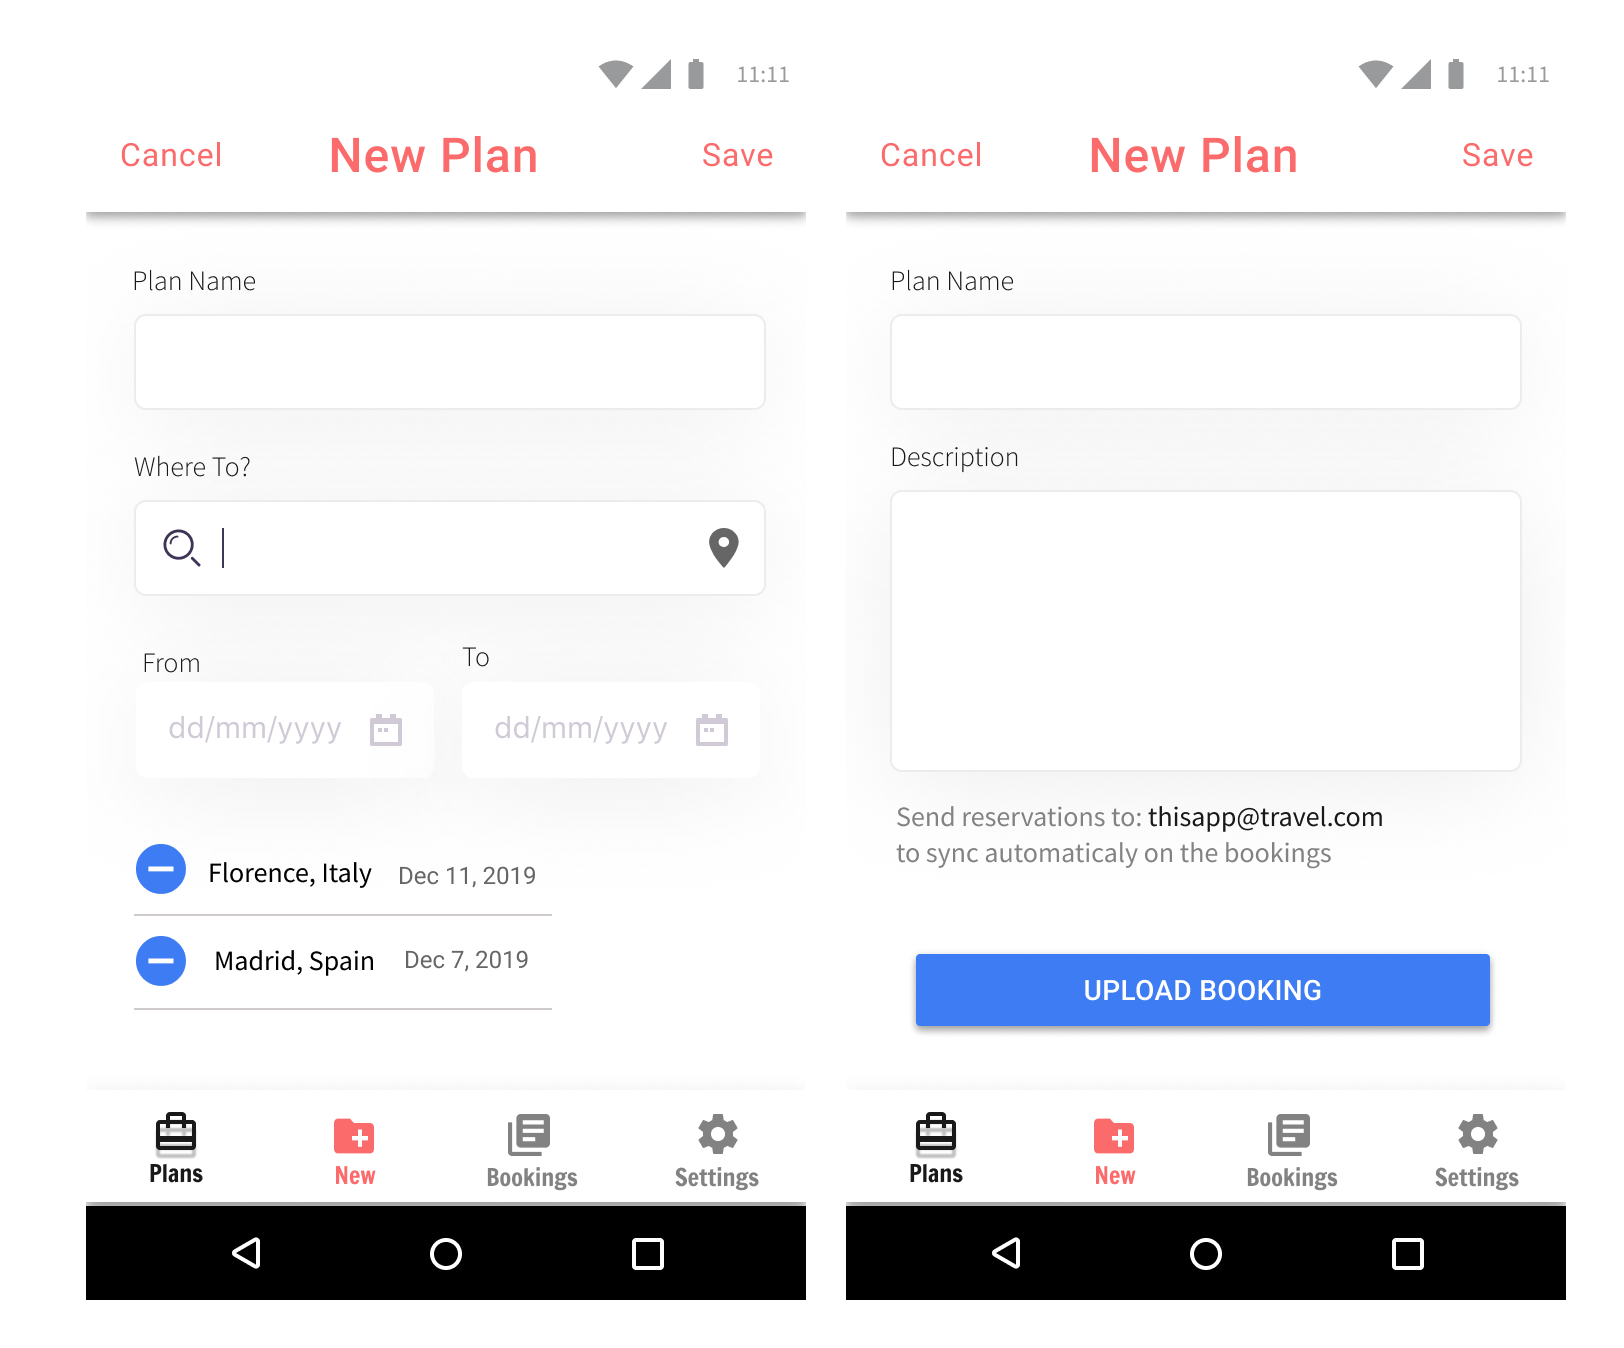 11:11
Cancel New Plan Save
Plan Name
Where To?
From To
dd/mm/yyyy dd/mm/yyyy
Florence, Italy Dec 11, 2019
Madrid, Spain Dec 7, 2019
Plans New Bookings Settings
11:11
Cancel New Plan Save
Plan Name
Description
Send reservations to: thisapp@travel.com
to sync automaticaly on the bookings
UPLOAD BOOKING
Plans New Bookings Settings